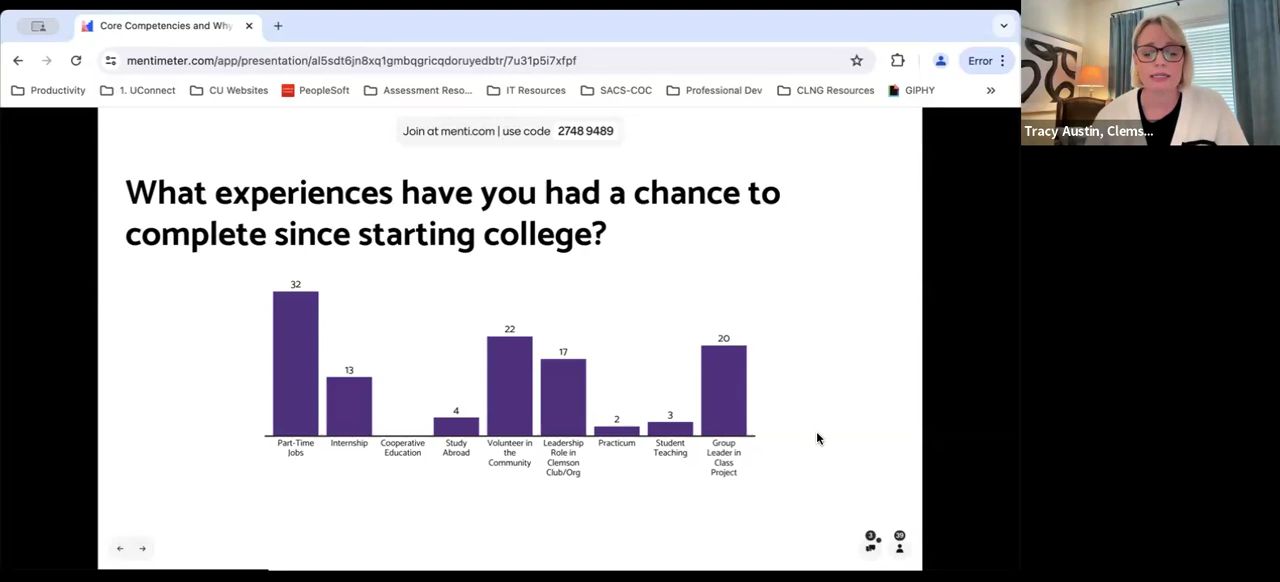 Core Competencies and Why
mentimeter.com/app/presentation/al5sdt6jn8xq1gmbqgricqproruyedbtr/7u31p5i7xfpf
Error
Productivity
1. UConnect
CU Websites
PeopleSoft
Assessment Reso...
IT Resources
SACS-COC
Professional Dev
CLNG Resources
GIPHY
Tracy Austin, Clems...
Join at menti.com | use code 2748 9489
What experiences have you had a chance to
complete since starting college?
32
13
4
22
17
2
3
20
Part-Time
Jobs
Internship
Cooperative
Education
Study
Abroad
Volunteer in
the
Community
Leadership
Role in
Clemson
Club/Org
Practicum
Student
Teaching
Group
Leader in
Class
Project
3
39